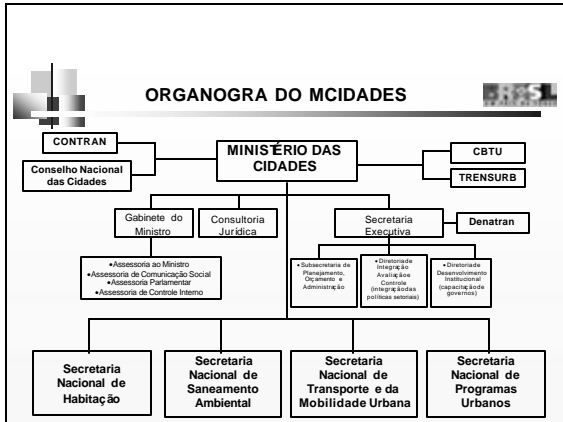 ORGANOGRA DO MCIDADES
CONTRAN
Conselho Nacional
das Cidades
MINISTÉRIO DAS
CIDADES
CBTU
TRENSURB
Gabinete do
Ministro
Consultoria
Jurídica
Secretaria
Executiva
Denatran
•Assessoria ao Ministro
•Assessoria de Comunicação Social
•Assessoria Parlamentar
•Assessoria de Controle Interno
•Subsecretaria de
Planejamento,
Orçamento e
Administração
•Diretoria de
Integração
Avaliação e
Controle
(integração das
políticas setoriais)
•Diretoria de
Desenvolvimento
Institucional
(capacitação de
governos)
Secretaria
Nacional de
Habitação
Secretaria
Nacional de
Saneamento
Ambiental
Secretaria
Nacional de
Transporte e da
Mobilidade Urbana
Secretaria
Nacional de
Programas
Urbanos